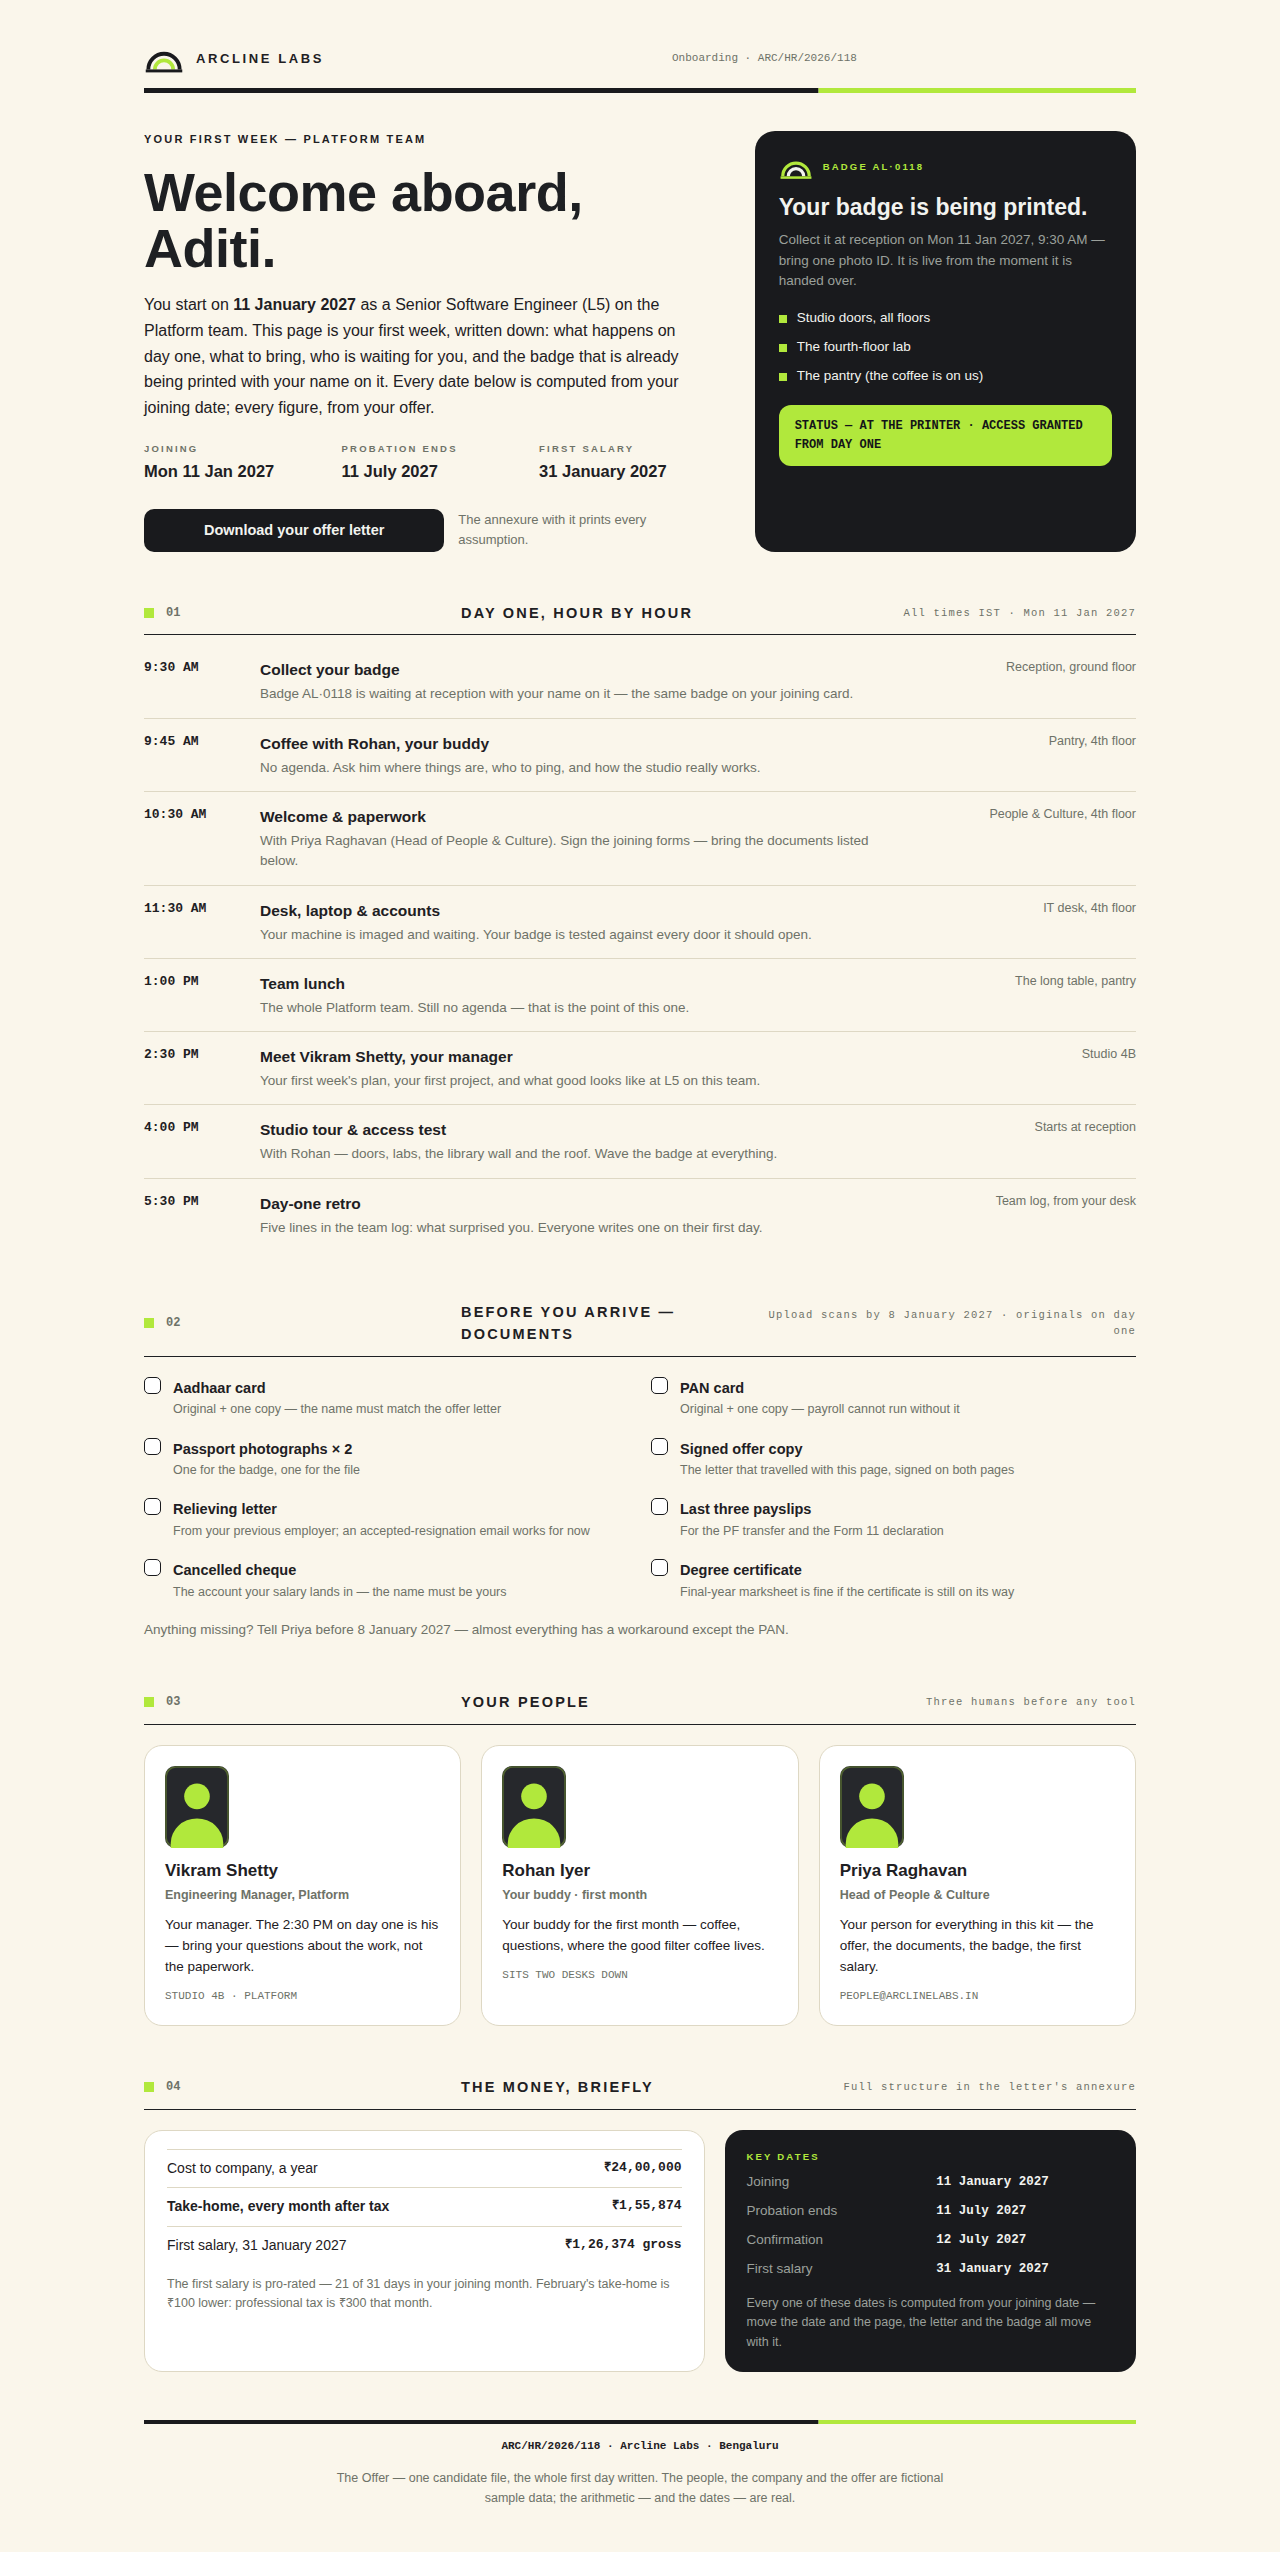 ARCLINE LABS
Onboarding · ARC/HR/2026/118
YOUR FIRST WEEK — PLATFORM TEAM
Welcome aboard,
Aditi.
You start on 11 January 2027 as a Senior Software Engineer (L5) on the
Platform team. This page is your first week, written down: what happens on
day one, what to bring, who is waiting for you, and the badge that is already
being printed with your name on it. Every date below is computed from your
joining date; every figure, from your offer.
JOINING
Mon 11 Jan 2027
PROBATION ENDS
11 July 2027
FIRST SALARY
31 January 2027
Download your offer letter
The annexure with it prints every
assumption.
BADGE AL·0118
Your badge is being printed.
Collect it at reception on Mon 11 Jan 2027, 9:30 AM —
bring one photo ID. It is live from the moment it is
handed over.
Studio doors, all floors
The fourth-floor lab
The pantry (the coffee is on us)
STATUS — AT THE PRINTER · ACCESS GRANTED
FROM DAY ONE
01
DAY ONE, HOUR BY HOUR
All times IST · Mon 11 Jan 2027
9:30 AM
Collect your badge
Reception, ground floor
Badge AL·0118 is waiting at reception with your name on it — the same badge on your joining card.
9:45 AM
Coffee with Rohan, your buddy
Pantry, 4th floor
No agenda. Ask him where things are, who to ping, and how the studio really works.
10:30 AM
Welcome & paperwork
People & Culture, 4th floor
With Priya Raghavan (Head of People & Culture). Sign the joining forms — bring the documents listed
below.
11:30 AM
Desk, laptop & accounts
IT desk, 4th floor
Your machine is imaged and waiting. Your badge is tested against every door it should open.
1:00 PM
Team lunch
The long table, pantry
The whole Platform team. Still no agenda — that is the point of this one.
2:30 PM
Meet Vikram Shetty, your manager
Studio 4B
Your first week's plan, your first project, and what good looks like at L5 on this team.
4:00 PM
Studio tour & access test
Starts at reception
With Rohan — doors, labs, the library wall and the roof. Wave the badge at everything.
5:30 PM
Day-one retro
Team log, from your desk
Five lines in the team log: what surprised you. Everyone writes one on their first day.
02
BEFORE YOU ARRIVE —
DOCUMENTS
Upload scans by 8 January 2027 · originals on day
one
Aadhaar card
Original + one copy — the name must match the offer letter
PAN card
Original + one copy — payroll cannot run without it
Passport photographs × 2
One for the badge, one for the file
Signed offer copy
The letter that travelled with this page, signed on both pages
Relieving letter
From your previous employer; an accepted-resignation email works for now
Last three payslips
For the PF transfer and the Form 11 declaration
Cancelled cheque
The account your salary lands in — the name must be yours
Degree certificate
Final-year marksheet is fine if the certificate is still on its way
Anything missing? Tell Priya before 8 January 2027 — almost everything has a workaround except the PAN.
03
YOUR PEOPLE
Three humans before any tool
Vikram Shetty
Engineering Manager, Platform
Your manager. The 2:30 PM on day one is his
— bring your questions about the work, not
the paperwork.
STUDIO 4B · PLATFORM
Rohan Iyer
Your buddy · first month
Your buddy for the first month — coffee,
questions, where the good filter coffee lives.
SITS TWO DESKS DOWN
Priya Raghavan
Head of People & Culture
Your person for everything in this kit — the
offer, the documents, the badge, the first
salary.
PEOPLE@ARCLINELABS.IN
04
THE MONEY, BRIEFLY
Full structure in the letter's annexure
Cost to company, a year
₹24,00,000
Take-home, every month after tax
₹1,55,874
First salary, 31 January 2027
₹1,26,374 gross
The first salary is pro-rated — 21 of 31 days in your joining month. February's take-home is
₹100 lower: professional tax is ₹300 that month.
KEY DATES
Joining
11 January 2027
Probation ends
11 July 2027
Confirmation
12 July 2027
First salary
31 January 2027
Every one of these dates is computed from your joining date —
move the date and the page, the letter and the badge all move
with it.
ARC/HR/2026/118 · Arcline Labs · Bengaluru
The Offer — one candidate file, the whole first day written. The people, the company and the offer are fictional
sample data; the arithmetic — and the dates — are real.